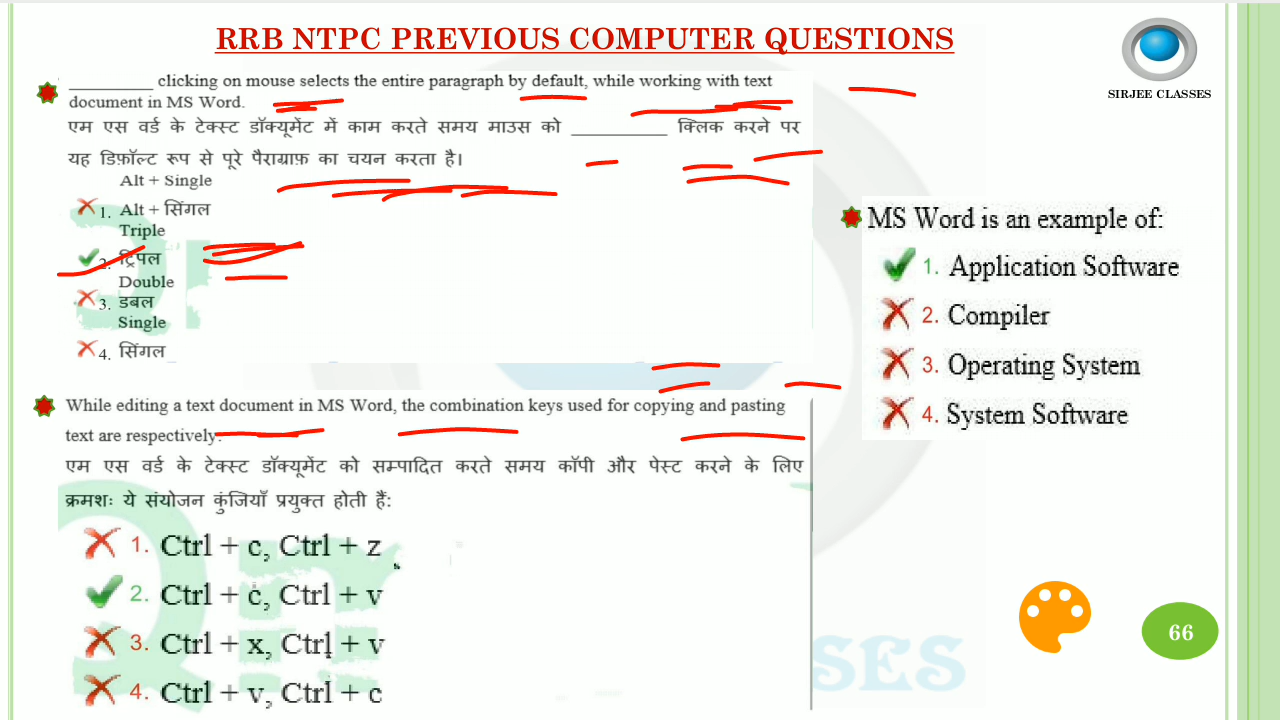 RRB NTPC PREVIOUS COMPUTER QUESTIONS
SIRJEE CLASSES
_________ clicking on mouse selects the entire paragraph by default, while working with text
document in MS Word.
एम एस वर्ड के टेक्स्ट डॉक्यूमेंट में काम करते समय माउस को _________ क्लिक करने पर
यह डिफ़ॉल्ट रूप से पूरे पैराग्राफ़ का चयन करता है।
Alt + Single
1. Alt + सिंगल
Triple
2. ट्रिपल
Double
3. डबल
Single
4. सिंगल
While editing a text document in MS Word, the combination keys used for copying and pasting
text are respectively:
एम एस वर्ड के टेक्स्ट डॉक्यूमेंट को सम्पादित करते समय कॉपी और पेस्ट करने के लिए
क्रमशः ये संयोजन कुंजियाँ प्रयुक्त होती हैं:
1. Ctrl + c, Ctrl + z
2. Ctrl + c, Ctrl + v
3. Ctrl + x, Ctrl + v
4. Ctrl + v, Ctrl + c
MS Word is an example of:
1. Application Software
2. Compiler
3. Operating System
4. System Software
SES
66